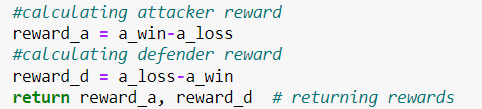 #calculating attacker reward
reward_a = a_win-a_loss
#calculating defender reward
reward_d = a_loss-a_win
return reward_a, reward_d  # returning rewards